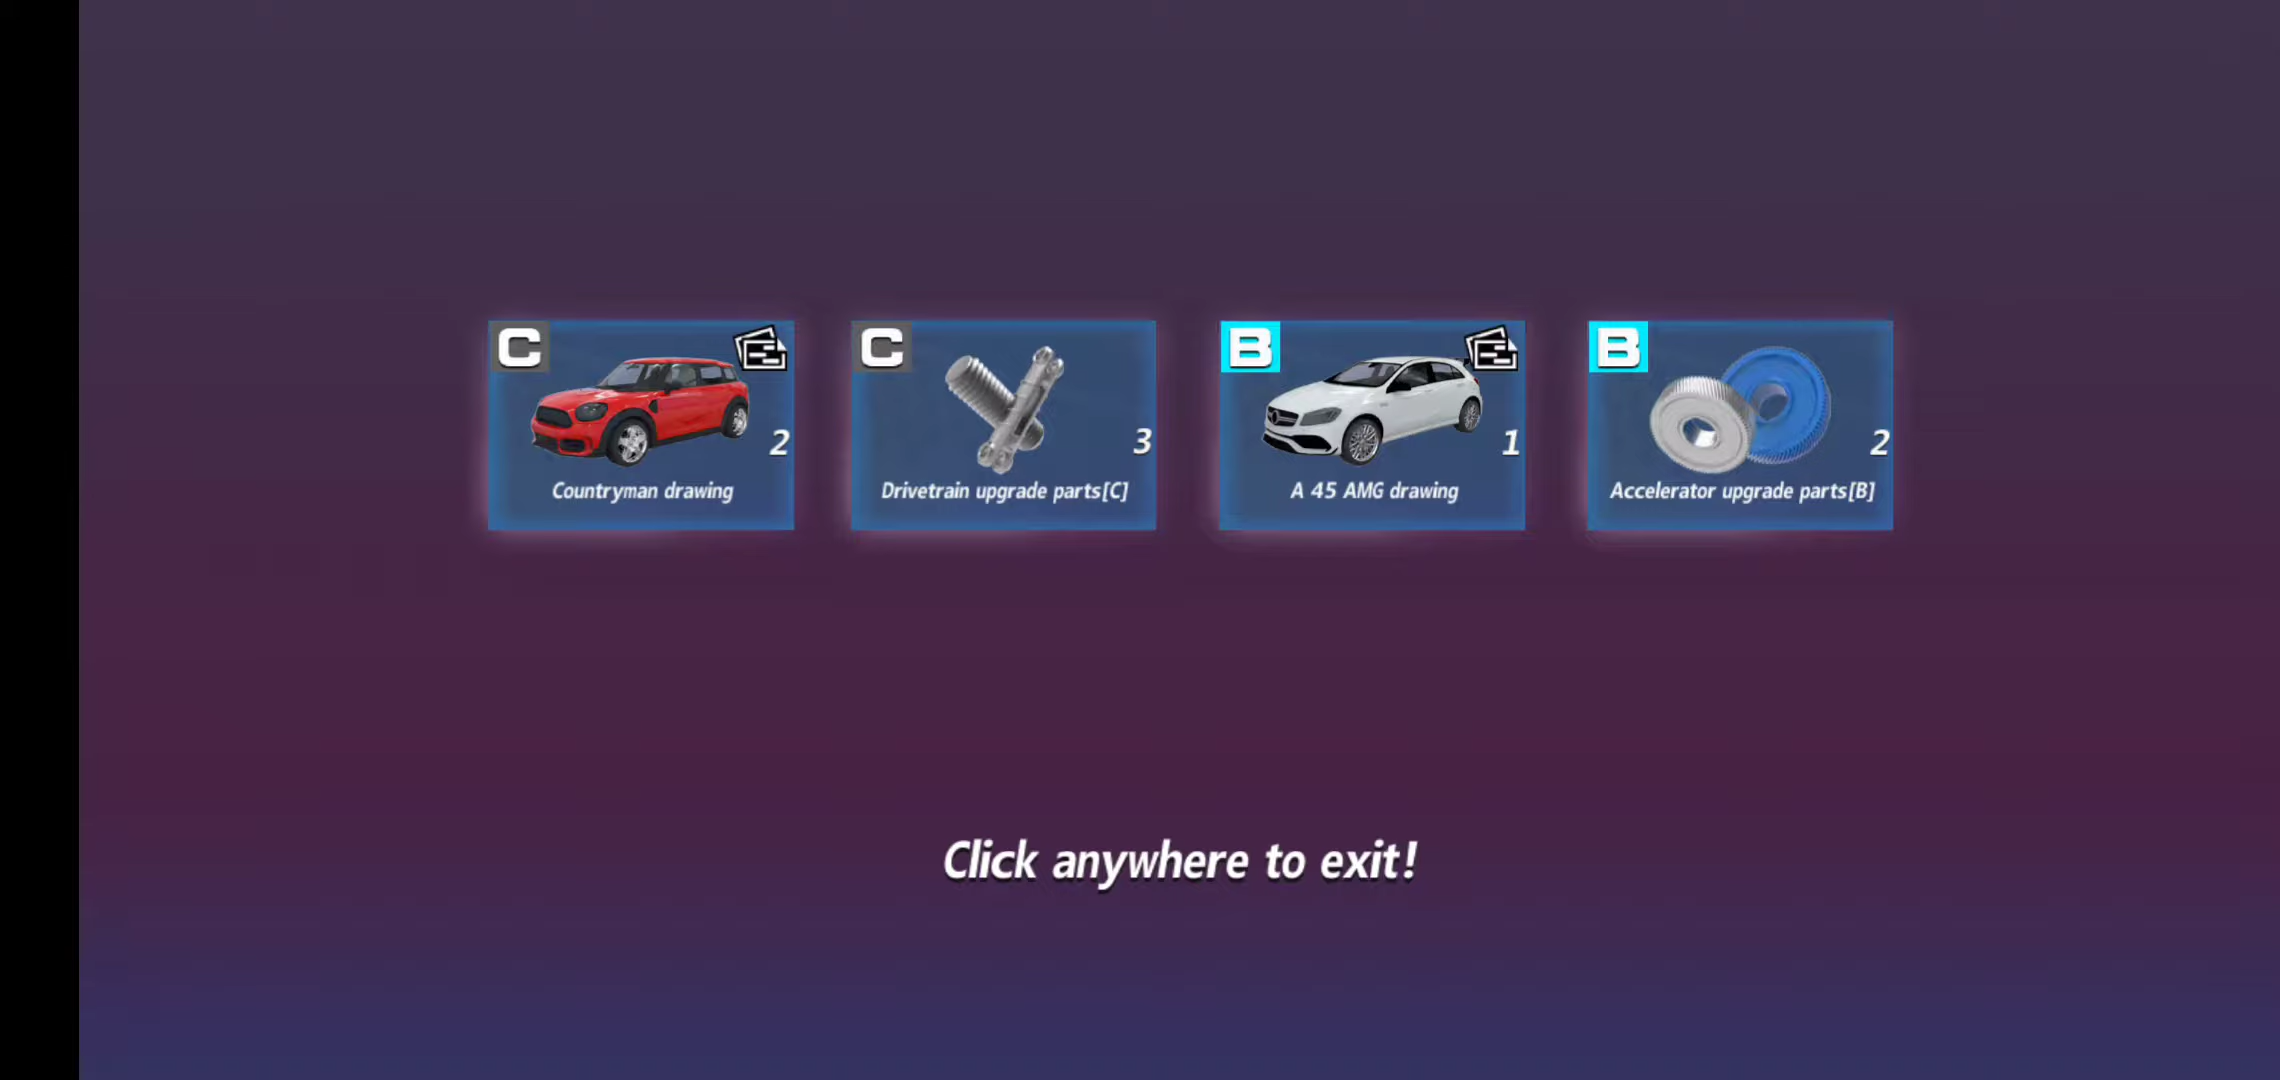 C
2
Countryman drawing
C
3
Drivetrain upgrade parts[C]
B
1
A 45 AMG drawing
B
2
Accelerator upgrade parts[B]
Click anywhere to exit!